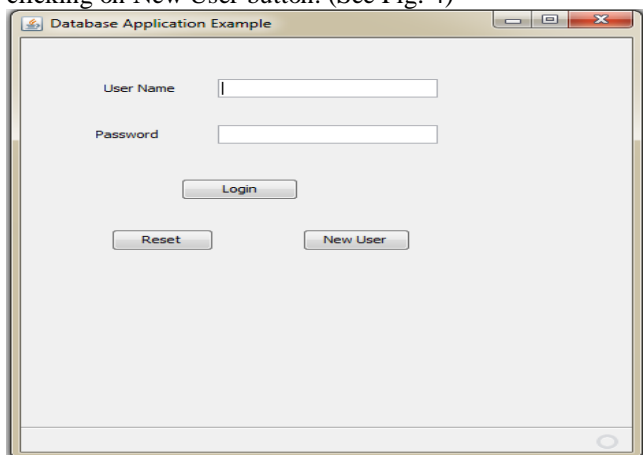 clicking on New User button. (See Fig. 4)
Database Application Example
User Name
Password
Login
Reset New User